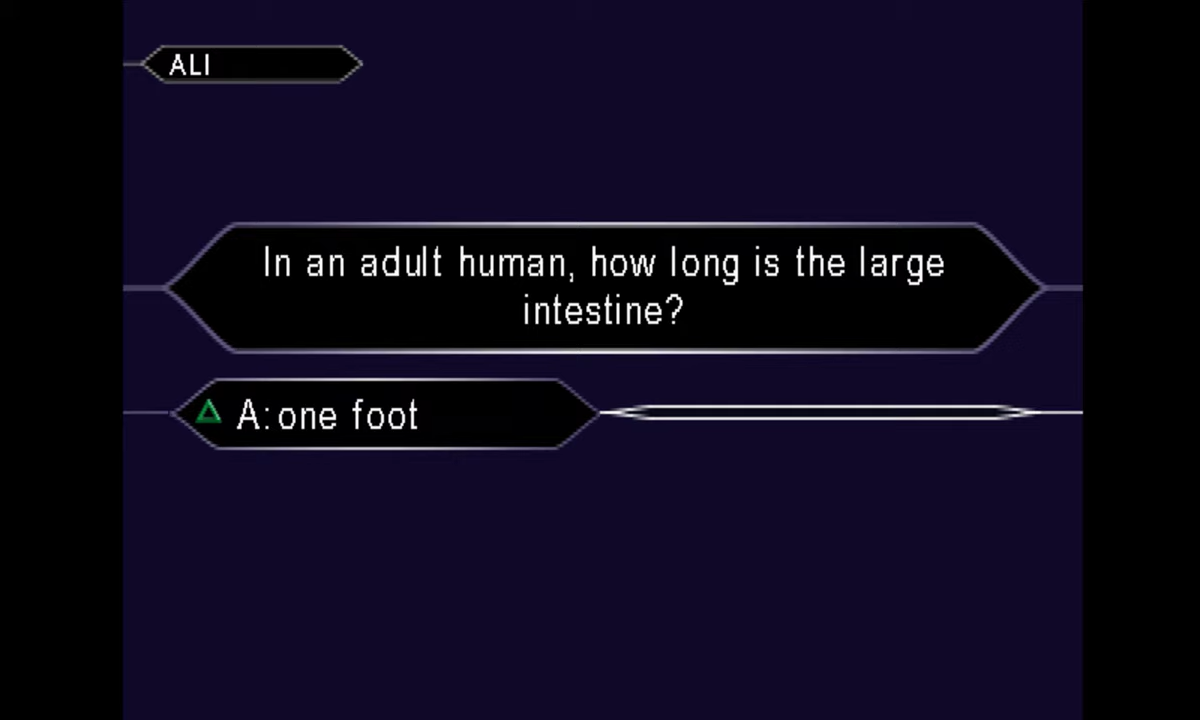 ALI
In an adult human, how long is the large
intestine?
A: one foot